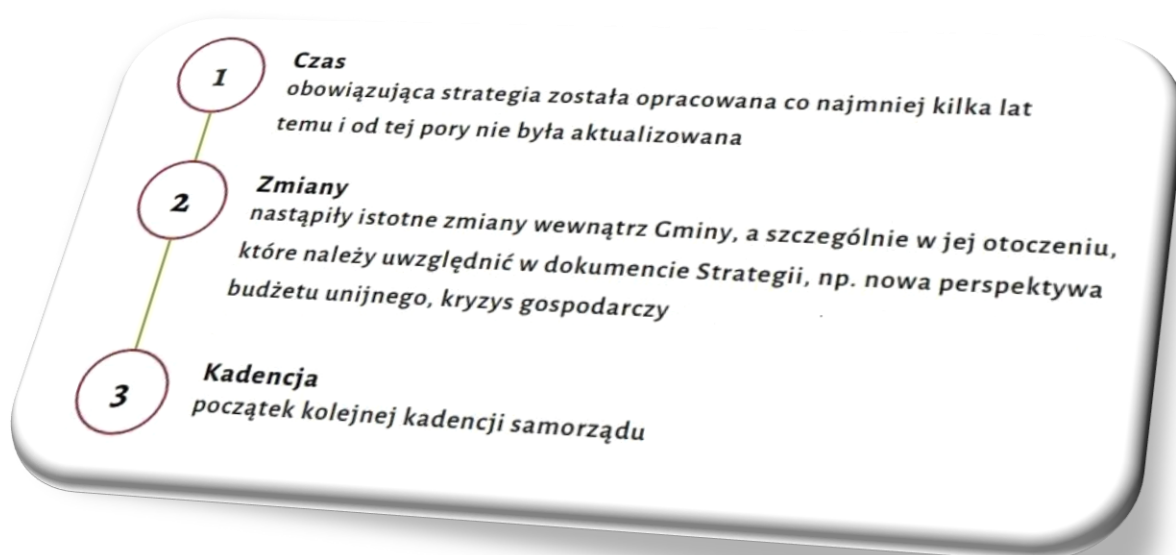 1
Czas
obowiązująca strategia została opracowana co najmniej kilka lat
temu i od tej pory nie była aktualizowana
2
Zmiany
nastąpiły istotne zmiany wewnątrz Gminy, a szczególnie w jej otoczeniu,
które należy uwzględnić w dokumencie Strategii, np. nowa perspektywa
budżetu unijnego, kryzys gospodarczy
3
Kadencja
początek kolejnej kadencji samorządu